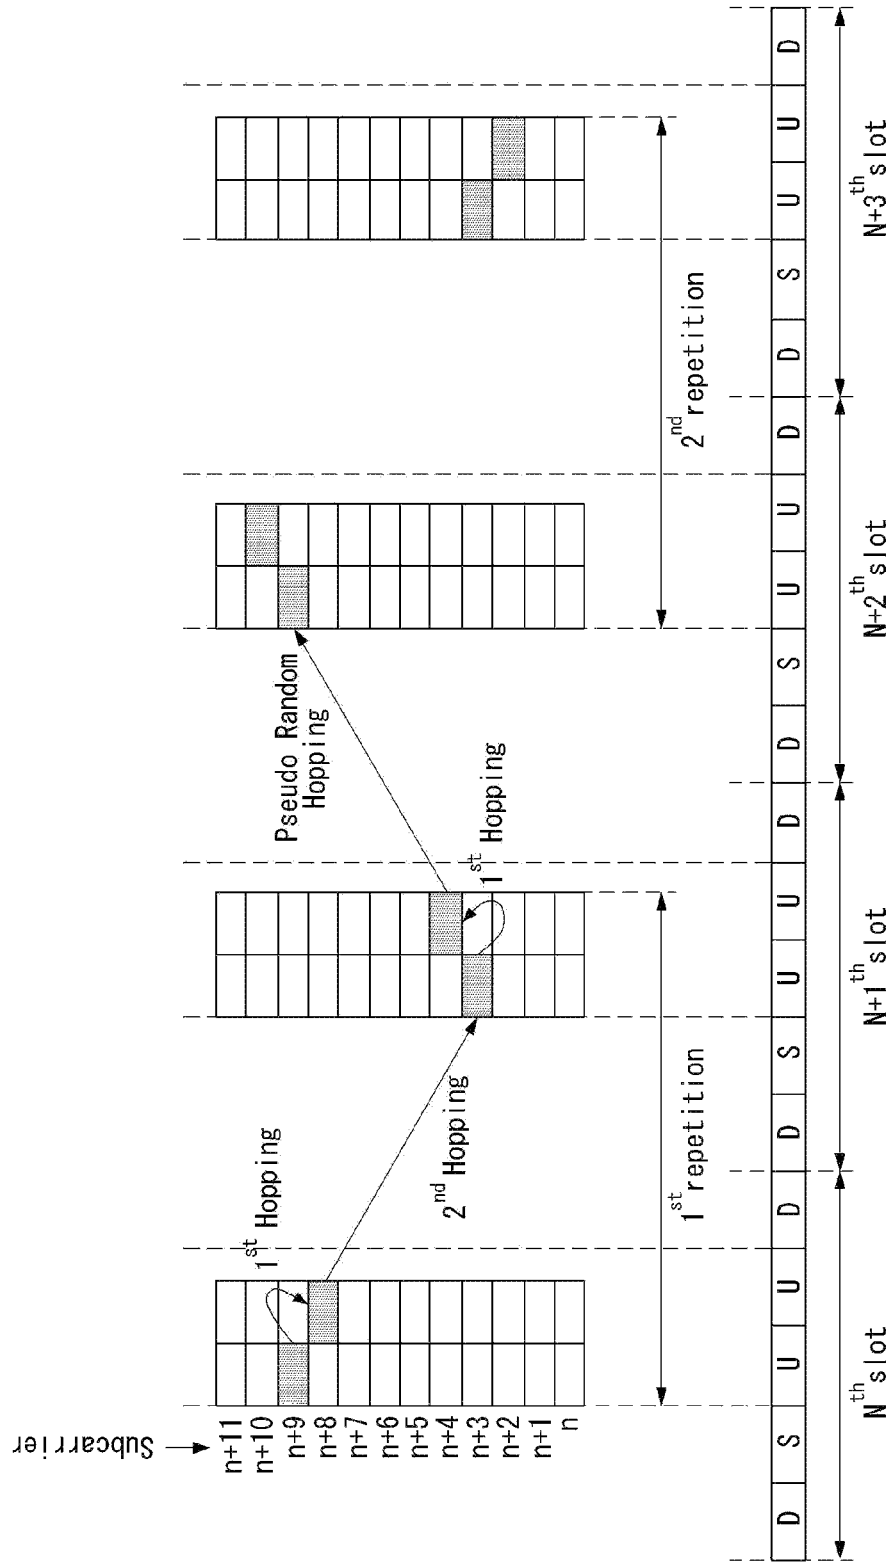 Subcarrier
n+11
n+10
n+9
n+8
n+7
n+6
n+5
n+4
n+3
n+2
n+1
n
1st Hopping
2nd Hopping
1st Hopping
Pseudo Random
Hopping
1st repetition
2nd repetition
D S U U D D S U U D D S U U D D S U U D
Nth slot
N+1th slot
N+2th slot
N+3th slot